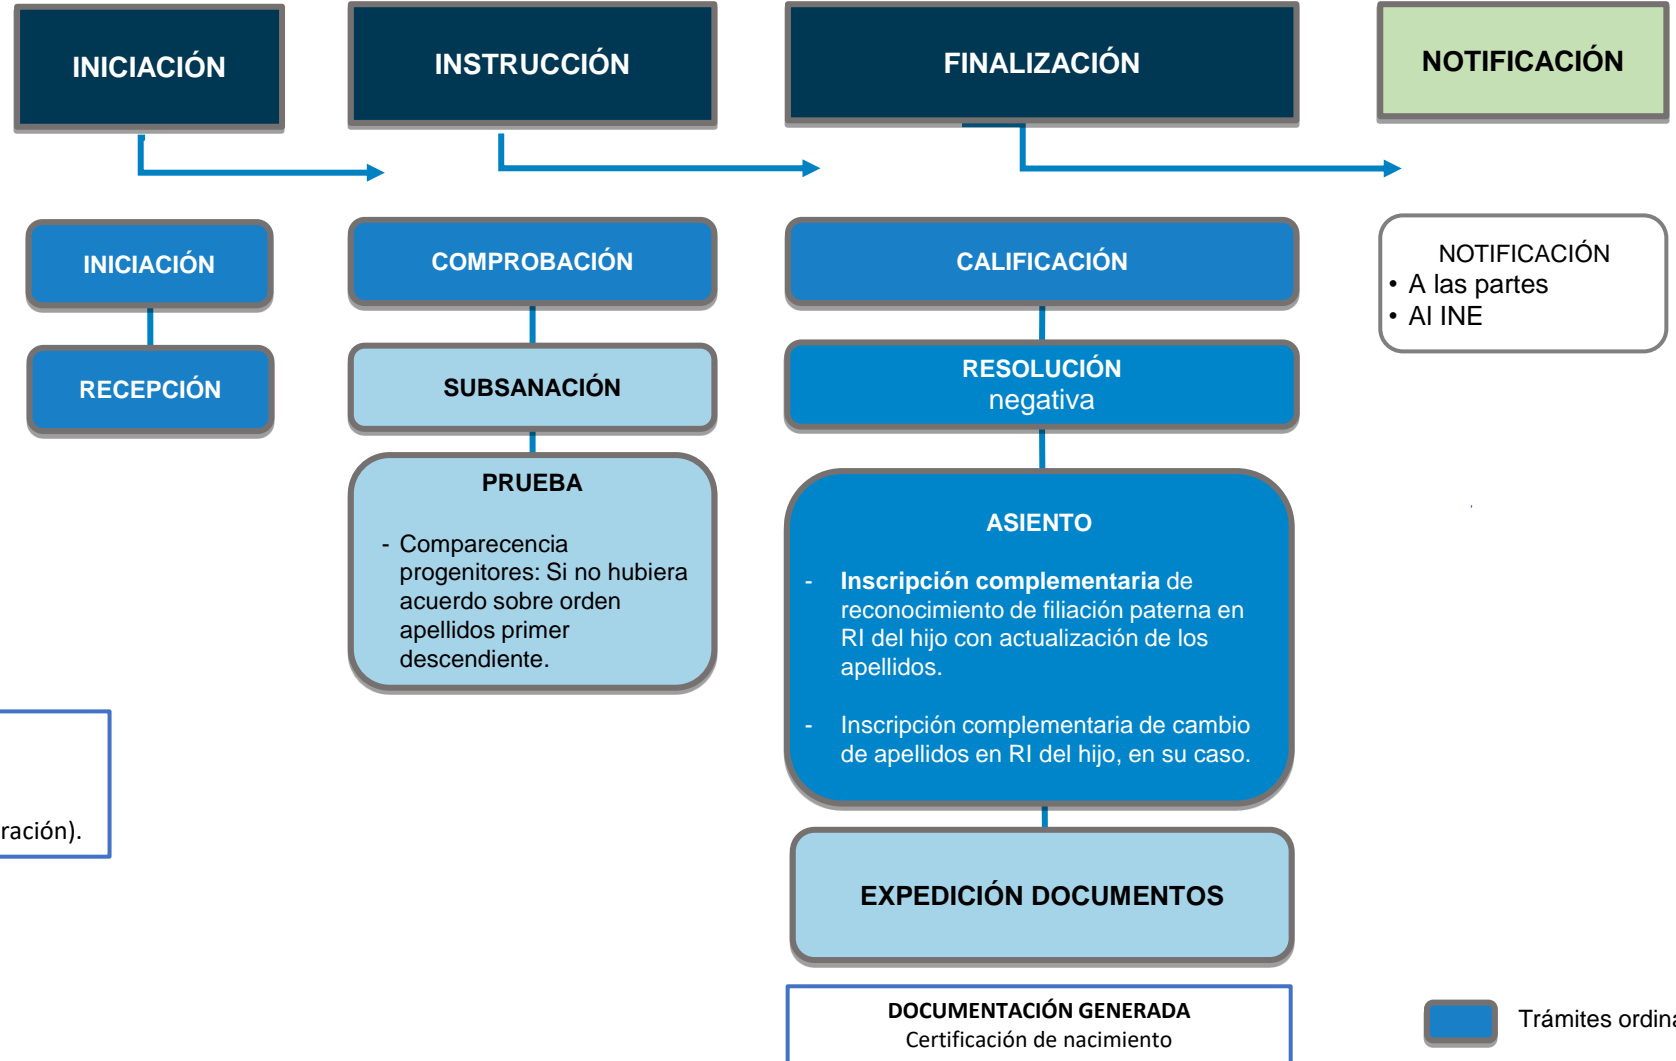 INICIACIÓN
INSTRUCCIÓN
FINALIZACIÓN
NOTIFICACIÓN
INICIACIÓN
RECEPCIÓN
COMPROBACIÓN
SUBSANACIÓN
PRUEBA
- Comparecencia
progenitores: Si no hubiera
acuerdo sobre orden
apellidos primer
descendiente.
CALIFICACIÓN
RESOLUCIÓN
negativa
ASIENTO
- Inscripción complementaria de
reconocimiento de filiación paterna en
RI del hijo con actualización de los
apellidos.
- Inscripción complementaria de cambio
de apellidos en RI del hijo, en su caso.
EXPEDICIÓN DOCUMENTOS
DOCUMENTACIÓN GENERADA
Certificación de nacimiento
NOTIFICACIÓN
• A las partes
• Al INE
ración).
Trámites ordina